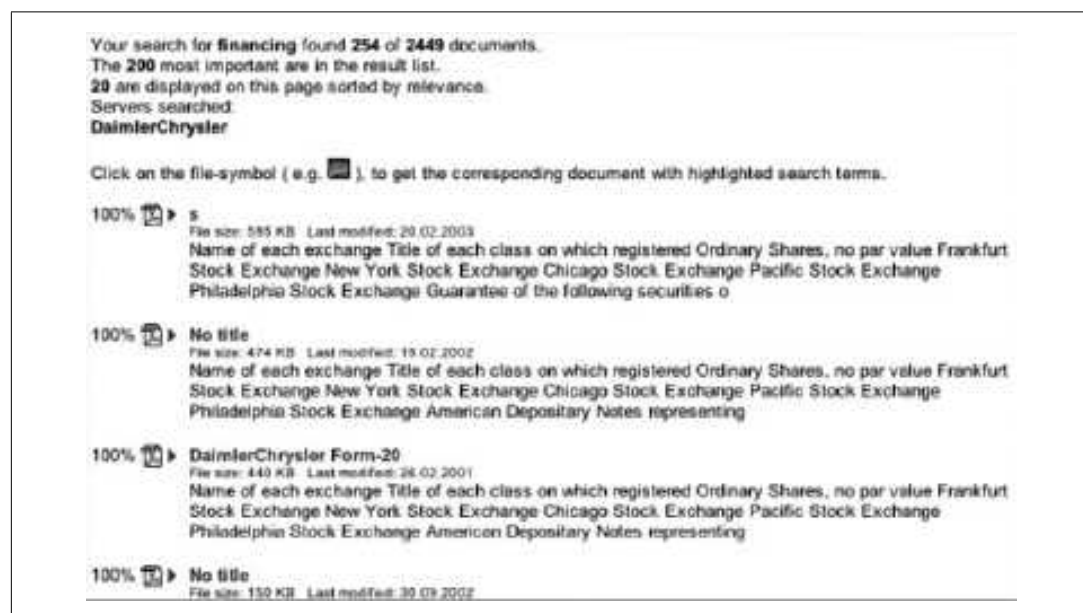 Your search for financing found 254 of 2449 documents.
The 200 most important are in the result list.
20 are displayed on this page sorted by relevance.
Servers searched:
DaimlerChrysler
Click on the file-symbol ( e.g. ), to get the corresponding document with highlighted search terms.
100% s
File size: 595 KB Last modified: 20.02.2003
Name of each exchange Title of each class on which registered Ordinary Shares, no par value Frankfurt
Stock Exchange New York Stock Exchange Chicago Stock Exchange Pacific Stock Exchange
Philadelphia Stock Exchange Guarantee of the following securities o
100% No title
File size: 474 KB Last modified: 19.02.2002
Name of each exchange Title of each class on which registered Ordinary Shares, no par value Frankfurt
Stock Exchange New York Stock Exchange Chicago Stock Exchange Pacific Stock Exchange
Philadelphia Stock Exchange American Depositary Notes representing
100% DaimlerChrysler Form-20
File size: 440 KB Last modified: 26.02.2001
Name of each exchange Title of each class on which registered Ordinary Shares, no par value Frankfurt
Stock Exchange New York Stock Exchange Chicago Stock Exchange Pacific Stock Exchange
Philadelphia Stock Exchange American Depositary Notes representing
100% No title
File size: 150 KB Last modified: 30.09.2002